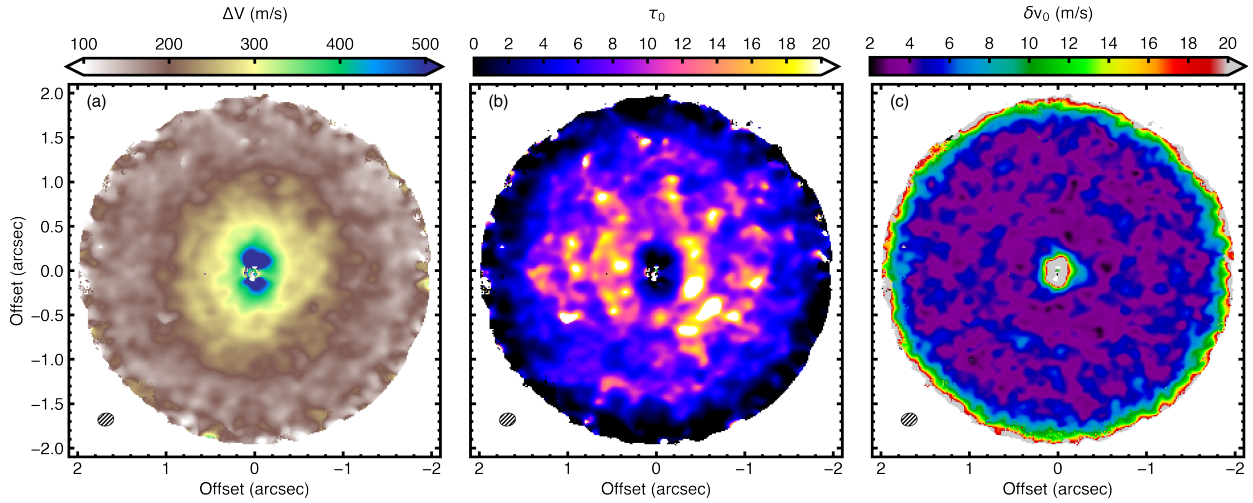 ΔV (m/s)
100 200 300 400 500
τ₀
0 2 4 6 8 10 12 14 16 18 20
δv₀ (m/s)
2 4 6 8 10 12 14 16 18 20
(a)
(b)
(c)
2.0
1.5
1.0
0.5
0.0
−0.5
−1.0
−1.5
−2.0
Offset (arcsec)
2 1 0 −1 −2
2 1 0 −1 −2
2 1 0 −1 −2
Offset (arcsec)
Offset (arcsec)
Offset (arcsec)